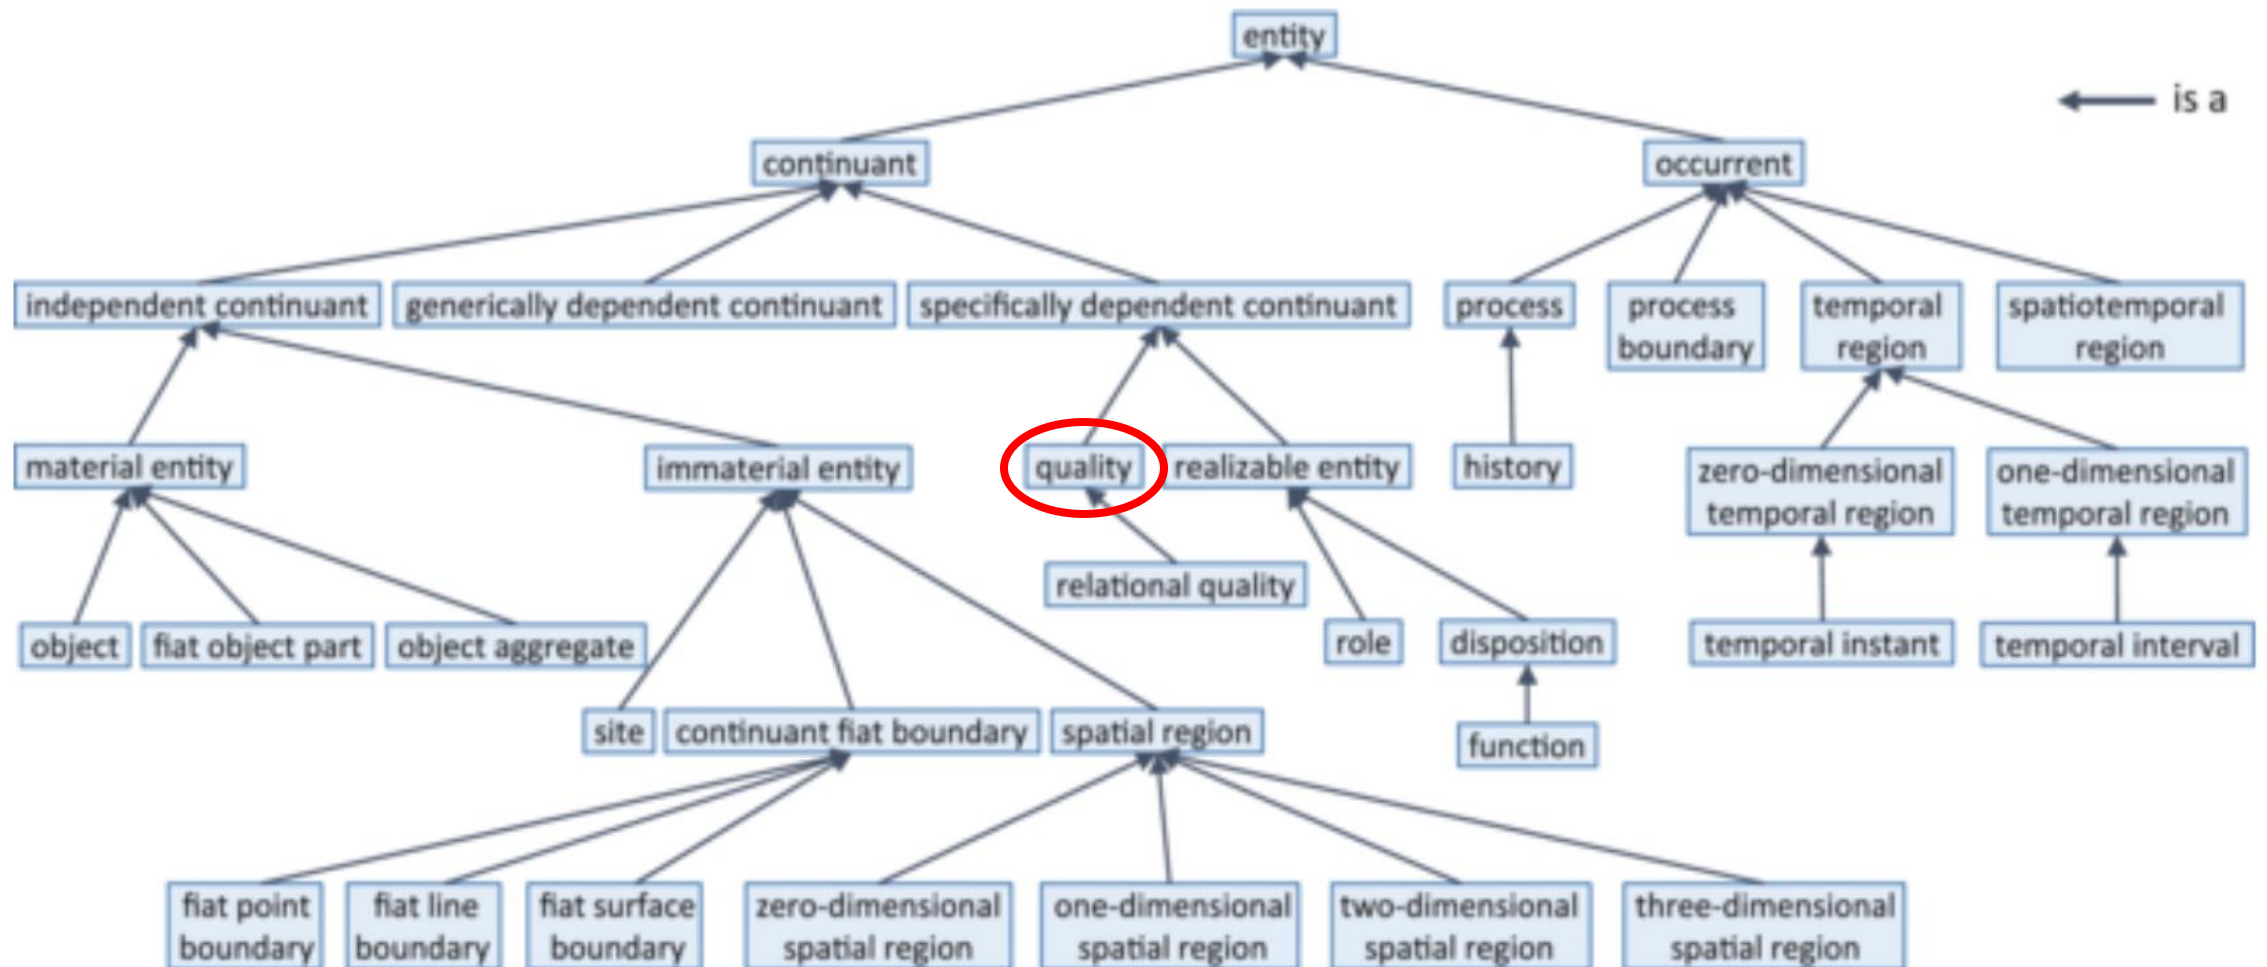 entity
is a
continuant
occurrent
independent continuant
generically dependent continuant
specifically dependent continuant
process
process
boundary
temporal
region
spatiotemporal
region
material entity
immaterial entity
quality
realizable entity
history
zero-dimensional
temporal region
one-dimensional
temporal region
relational quality
object
fiat object part
object aggregate
role
disposition
temporal instant
temporal interval
site
continuant fiat boundary
spatial region
function
fiat point
boundary
fiat line
boundary
fiat surface
boundary
zero-dimensional
spatial region
one-dimensional
spatial region
two-dimensional
spatial region
three-dimensional
spatial region